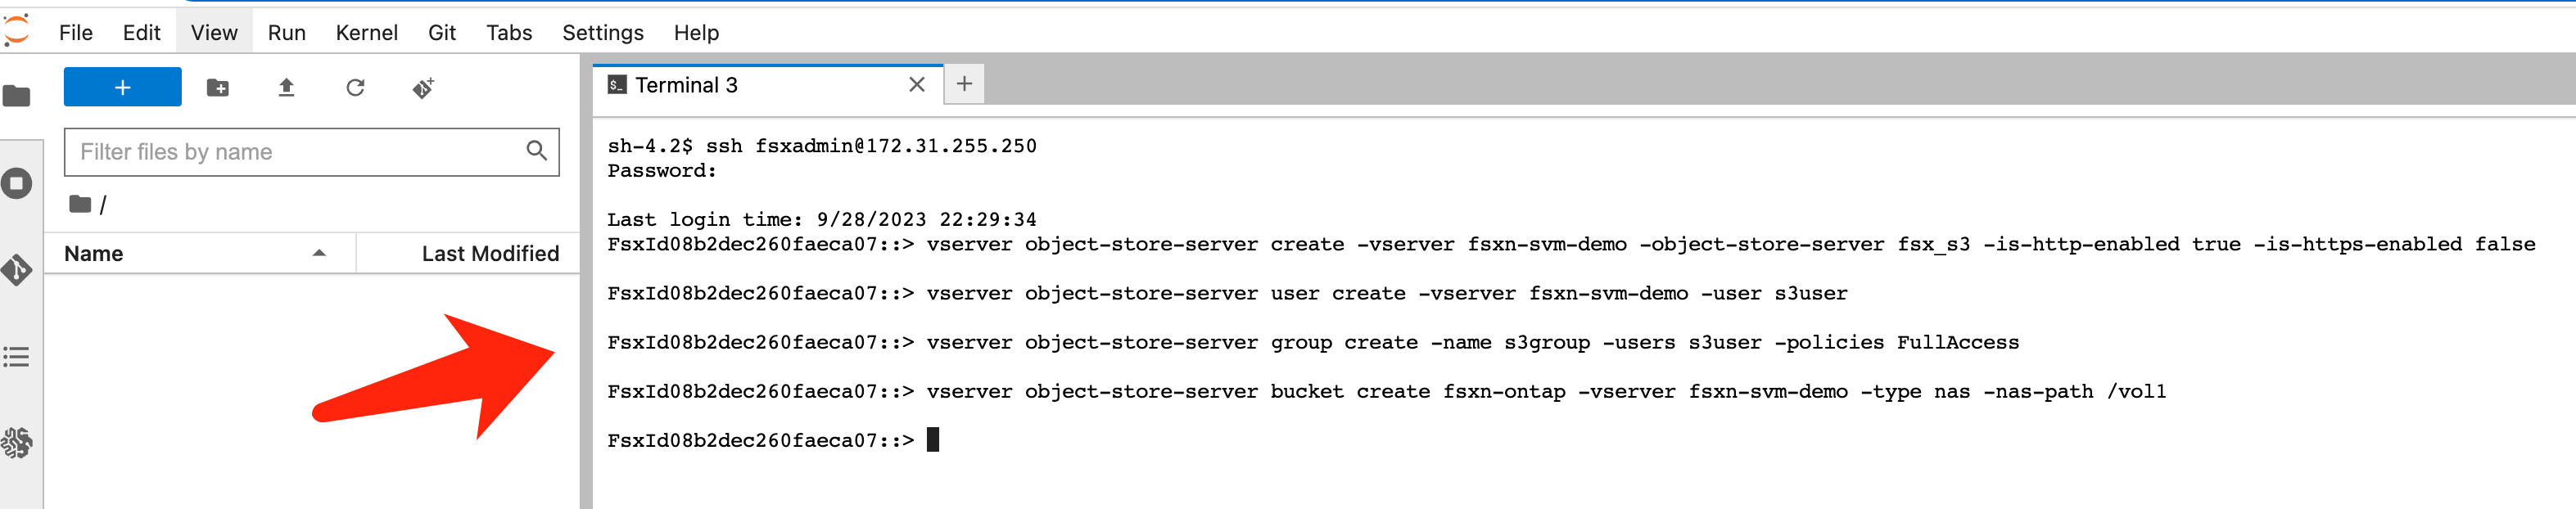 File Edit View Run Kernel Git Tabs Settings Help
+
Filter files by name
/
Name Last Modified
$_ Terminal 3
sh-4.2$ ssh fsxadmin@172.31.255.250
Password:
Last login time: 9/28/2023 22:29:34
FsxId08b2dec260faeca07::> vserver object-store-server create -vserver fsxn-svm-demo -object-store-server fsx_s3 -is-http-enabled true -is-https-enabled false
FsxId08b2dec260faeca07::> vserver object-store-server user create -vserver fsxn-svm-demo -user s3user
FsxId08b2dec260faeca07::> vserver object-store-server group create -name s3group -users s3user -policies FullAccess
FsxId08b2dec260faeca07::> vserver object-store-server bucket create fsxn-ontap -vserver fsxn-svm-demo -type nas -nas-path /vol1
FsxId08b2dec260faeca07::>